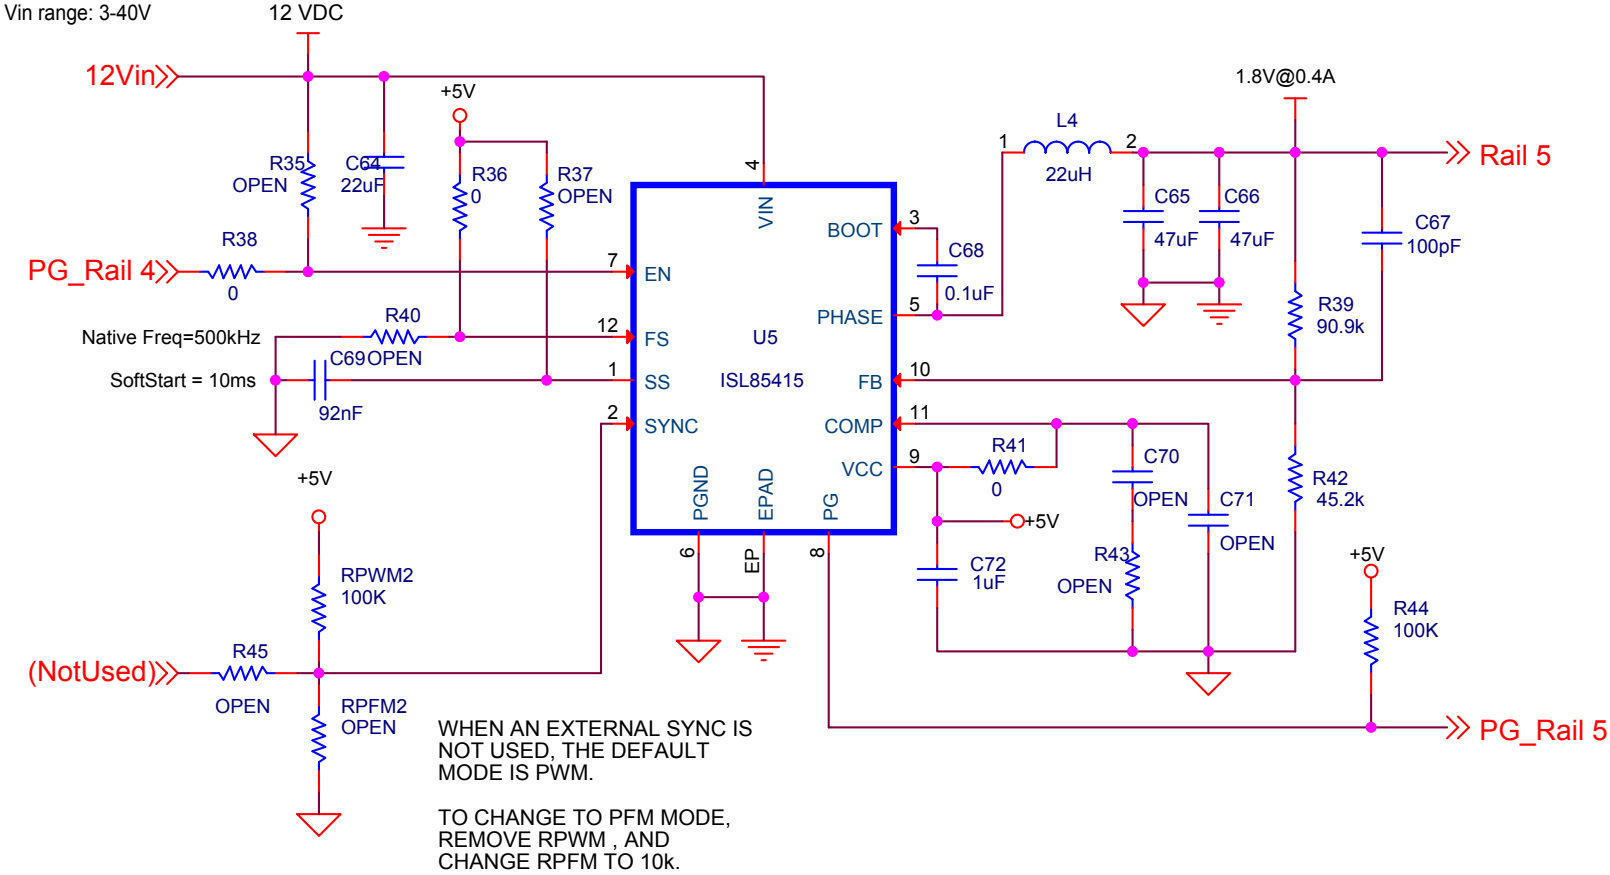 Vin range: 3-40V
12 VDC
12Vin
+5V
1.8V@0.4A
L4
1
2
22uH
Rail 5
R35
OPEN
C64
22uF
R36
0
R37
OPEN
4
VIN
3
BOOT
C65
47uF
C66
47uF
C67
100pF
R38
0
PG_Rail 4
7
EN
C68
0.1uF
5
PHASE
R39
90.9k
Native Freq=500kHz
R40
OPEN
12
FS
U5
ISL85415
SoftStart = 10ms
C69
92nF
1
SS
10
FB
2
SYNC
11
COMP
R41
0
9
VCC
C70
OPEN
C71
OPEN
R42
45.2k
+5V
PGND
EPAD
PG
6
EP
8
+5V
C72
1uF
R43
OPEN
+5V
R44
100K
RPWM2
100K
(NotUsed)
R45
OPEN
RPFM2
OPEN
PG_Rail 5
WHEN AN EXTERNAL SYNC IS
NOT USED, THE DEFAULT
MODE IS PWM.
TO CHANGE TO PFM MODE,
REMOVE RPWM , AND
CHANGE RPFM TO 10k.